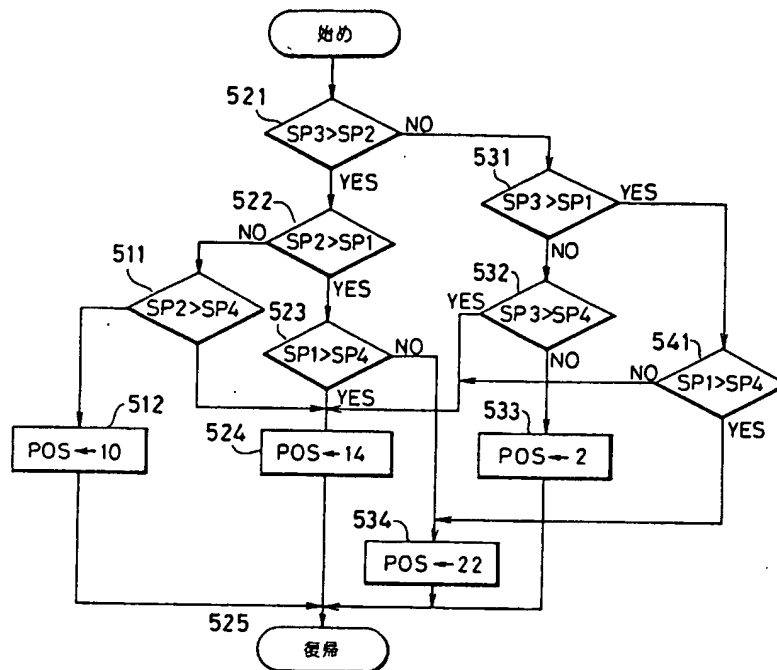 始め
521
SP3>SP2
NO
YES
531
SP3>SP1
YES
NO
522
SP2>SP1
NO
YES
511
SP2>SP4
532
SP3>SP4
YES
NO
523
SP1>SP4
NO
YES
541
SP1>SP4
NO
YES
512
POS←10
524
POS←14
533
POS←2
534
POS←22
525
復帰